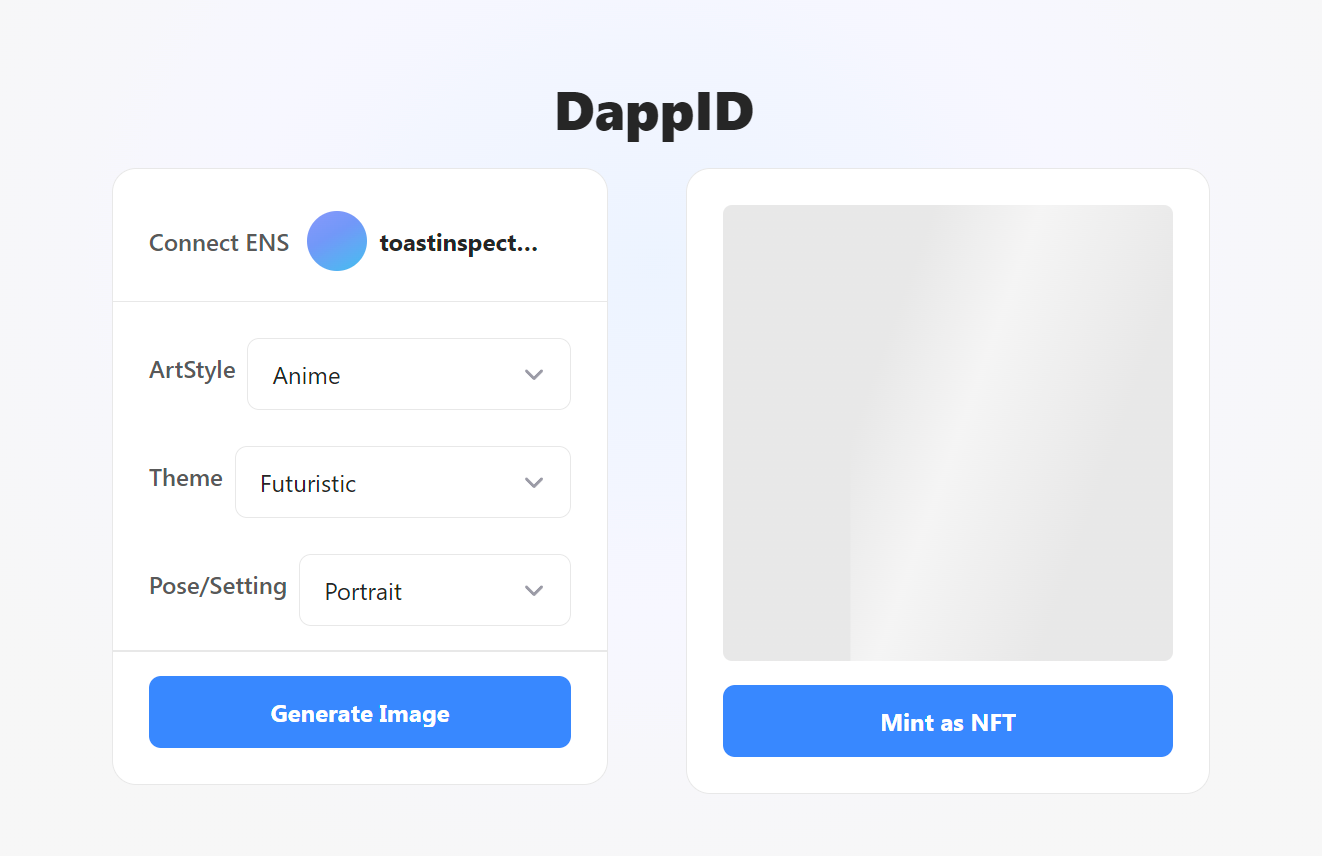 DappID
Connect ENS toastinspect...
ArtStyle Anime
Theme Futuristic
Pose/Setting Portrait
Generate Image
Mint as NFT